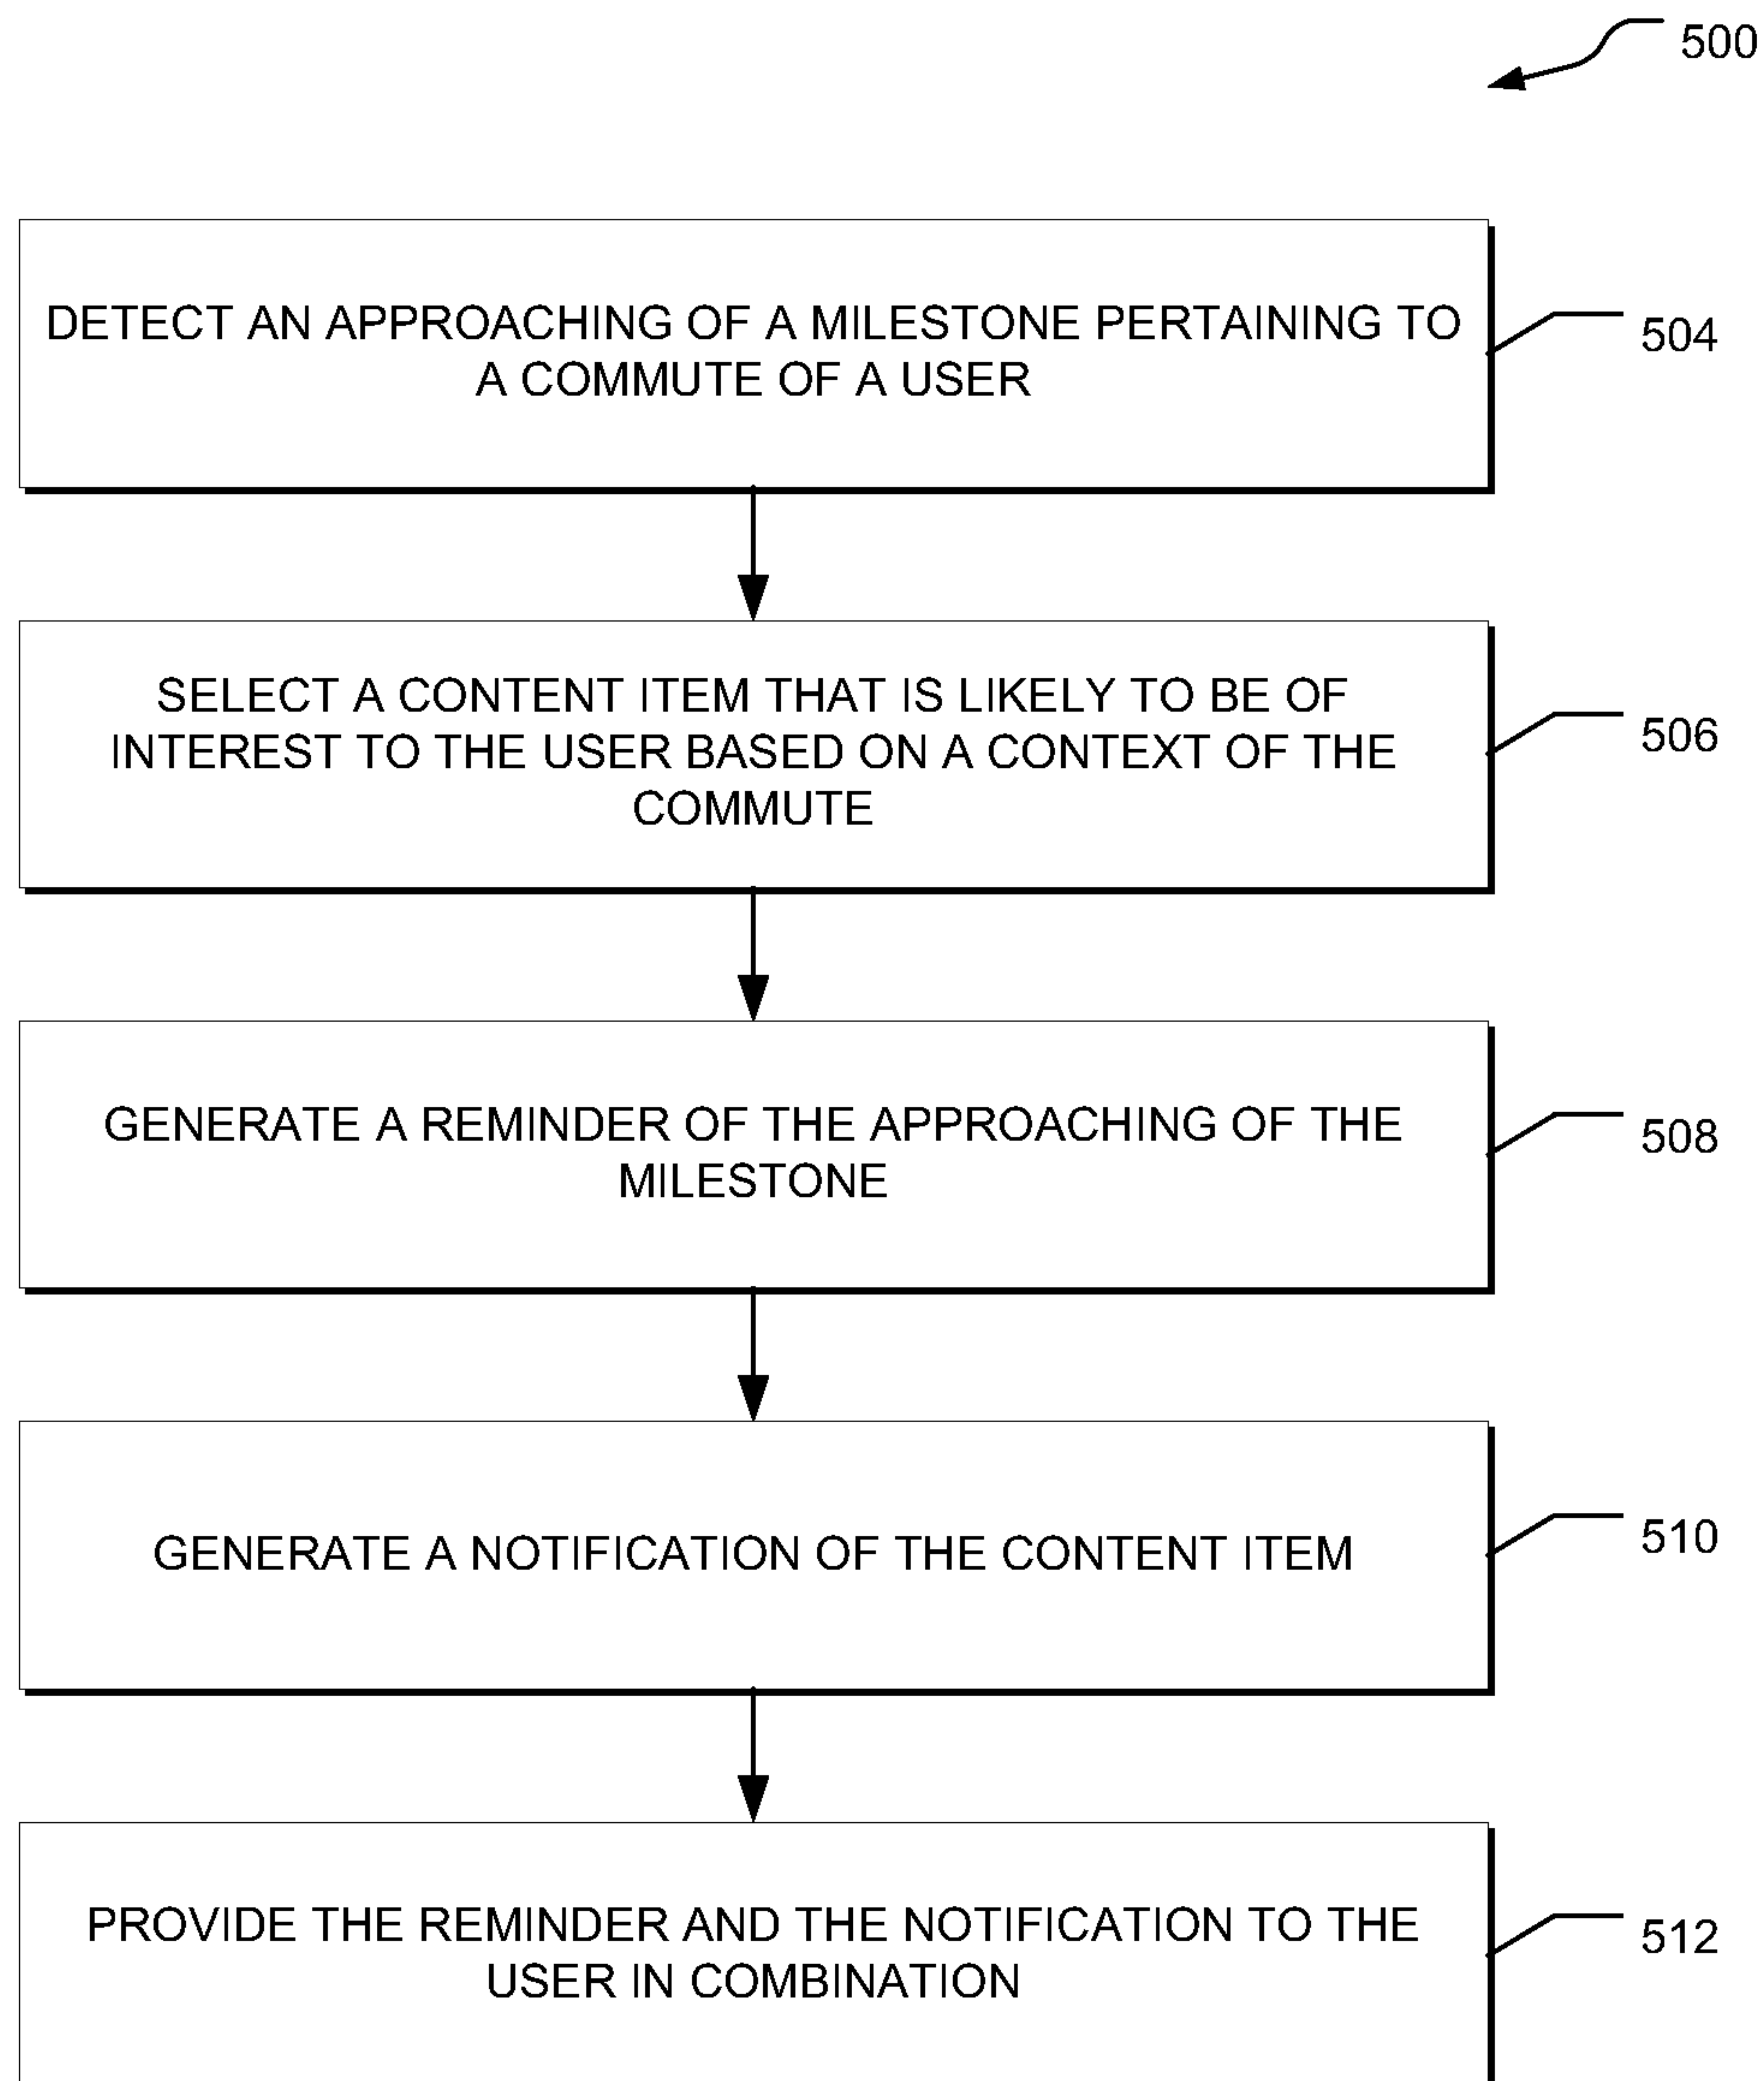 500
DETECT AN APPROACHING OF A MILESTONE PERTAINING TO
A COMMUTE OF A USER
504
SELECT A CONTENT ITEM THAT IS LIKELY TO BE OF
INTEREST TO THE USER BASED ON A CONTEXT OF THE
COMMUTE
506
GENERATE A REMINDER OF THE APPROACHING OF THE
MILESTONE
508
GENERATE A NOTIFICATION OF THE CONTENT ITEM
510
PROVIDE THE REMINDER AND THE NOTIFICATION TO THE
USER IN COMBINATION
512